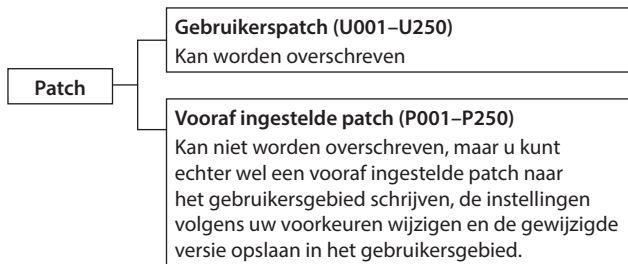 Patch
Gebruikerspatch (U001–U250)
Kan worden overschreven
Vooraf ingestelde patch (P001–P250)
Kan niet worden overschreven, maar u kunt
echter wel een vooraf ingestelde patch naar
het gebruikersgebied schrijven, de instellingen
volgens uw voorkeuren wijzigen en de gewijzigde
versie opslaan in het gebruikersgebied.